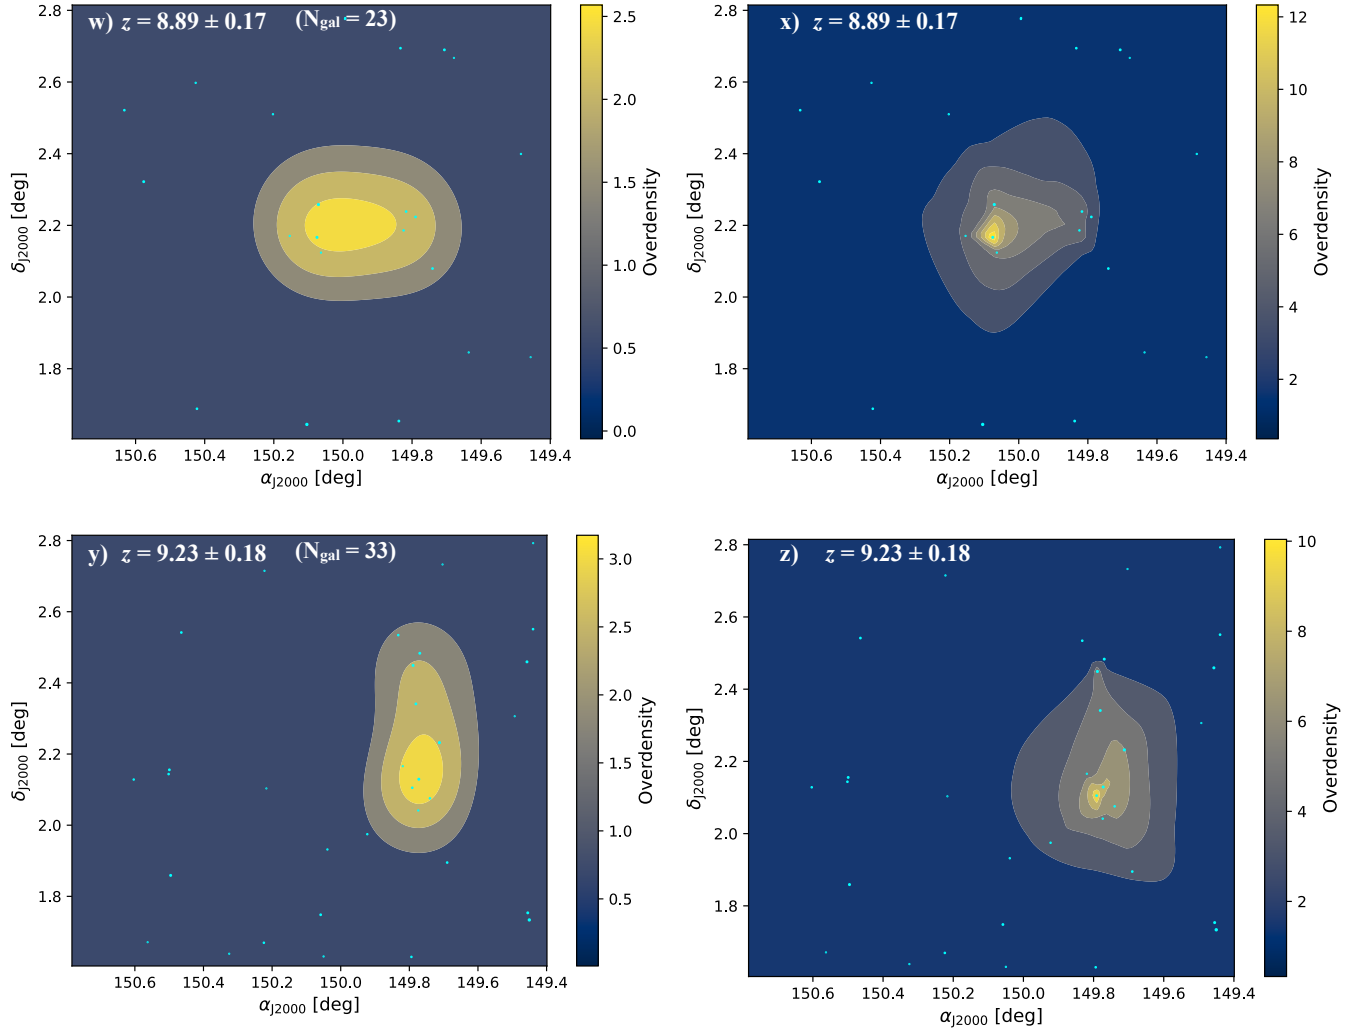 w) z = 8.89 ± 0.17 (N_gal = 23)
2.8
2.6
2.4
2.2
2.0
1.8
δ_J2000 [deg]
150.6 150.4 150.2 150.0 149.8 149.6 149.4
α_J2000 [deg]
2.5
2.0
1.5
1.0
0.5
0.0
Overdensity
x) z = 8.89 ± 0.17
2.8
2.6
2.4
2.2
2.0
1.8
δ_J2000 [deg]
150.6 150.4 150.2 150.0 149.8 149.6 149.4
α_J2000 [deg]
12
10
8
6
4
2
Overdensity
y) z = 9.23 ± 0.18 (N_gal = 33)
2.8
2.6
2.4
2.2
2.0
1.8
δ_J2000 [deg]
150.6 150.4 150.2 150.0 149.8 149.6 149.4
α_J2000 [deg]
3.0
2.5
2.0
1.5
1.0
0.5
Overdensity
z) z = 9.23 ± 0.18
2.8
2.6
2.4
2.2
2.0
1.8
δ_J2000 [deg]
150.6 150.4 150.2 150.0 149.8 149.6 149.4
α_J2000 [deg]
10
8
6
4
2
Overdensity